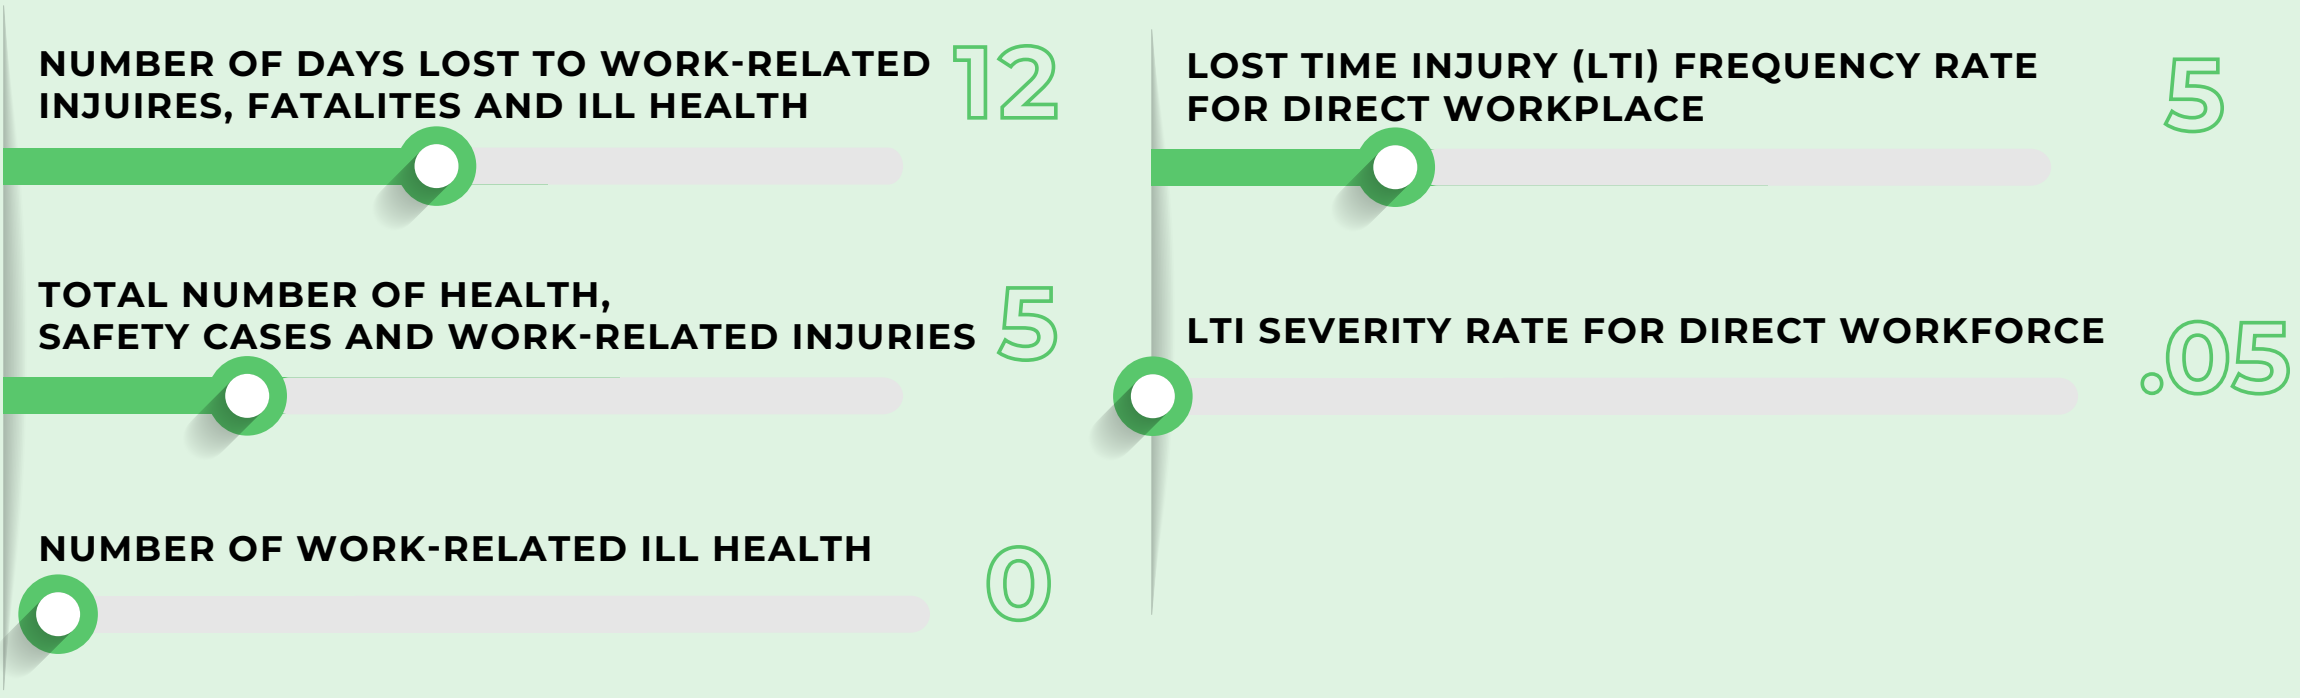 NUMBER OF DAYS LOST TO WORK-RELATED
INJUIRES, FATALITES AND ILL HEALTH
12
TOTAL NUMBER OF HEALTH,
SAFETY CASES AND WORK-RELATED INJURIES
5
NUMBER OF WORK-RELATED ILL HEALTH
0
LOST TIME INJURY (LTI) FREQUENCY RATE
FOR DIRECT WORKPLACE
5
LTI SEVERITY RATE FOR DIRECT WORKFORCE
.05